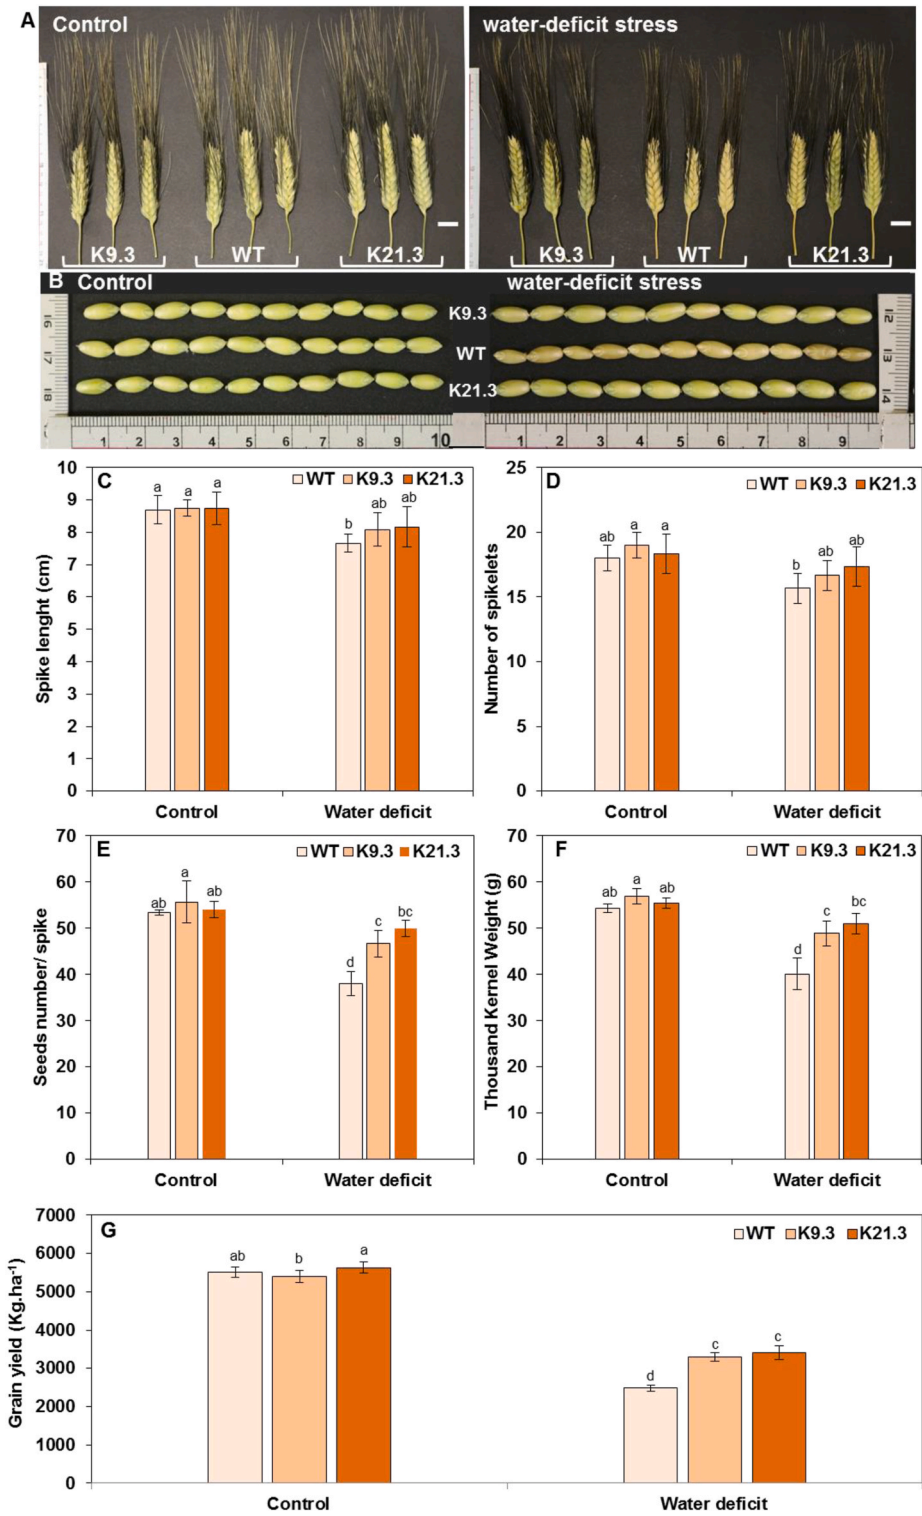 A
Control
water-deficit stress
K9.3
WT
K21.3
K9.3
WT
K21.3
B
Control
water-deficit stress
K9.3
WT
K21.3
16
17
18
12
13
14
1 2 3 4 5 6 7 8 9 10
1 2 3 4 5 6 7 8 9
C
WT K9.3 K21.3
Spike lenght (cm)
10
9
8
7
6
5
4
3
2
1
0
a a a
b ab ab
Control
Water deficit
D
WT K9.3 K21.3
Number of spikelets
25
20
15
10
5
0
ab a a
b ab ab
Control
Water deficit
E
WT K9.3 K21.3
Seeds number/ spike
70
60
50
40
30
20
10
0
ab a ab
d c bc
Control
Water deficit
F
WT K9.3 K21.3
Thousand Kernel Weight (g)
70
60
50
40
30
20
10
0
ab a ab
d c bc
Control
Water deficit
G
WT K9.3 K21.3
Grain yield (Kg.ha⁻¹)
7000
6000
5000
4000
3000
2000
1000
0
ab b a
d c c
Control
Water deficit